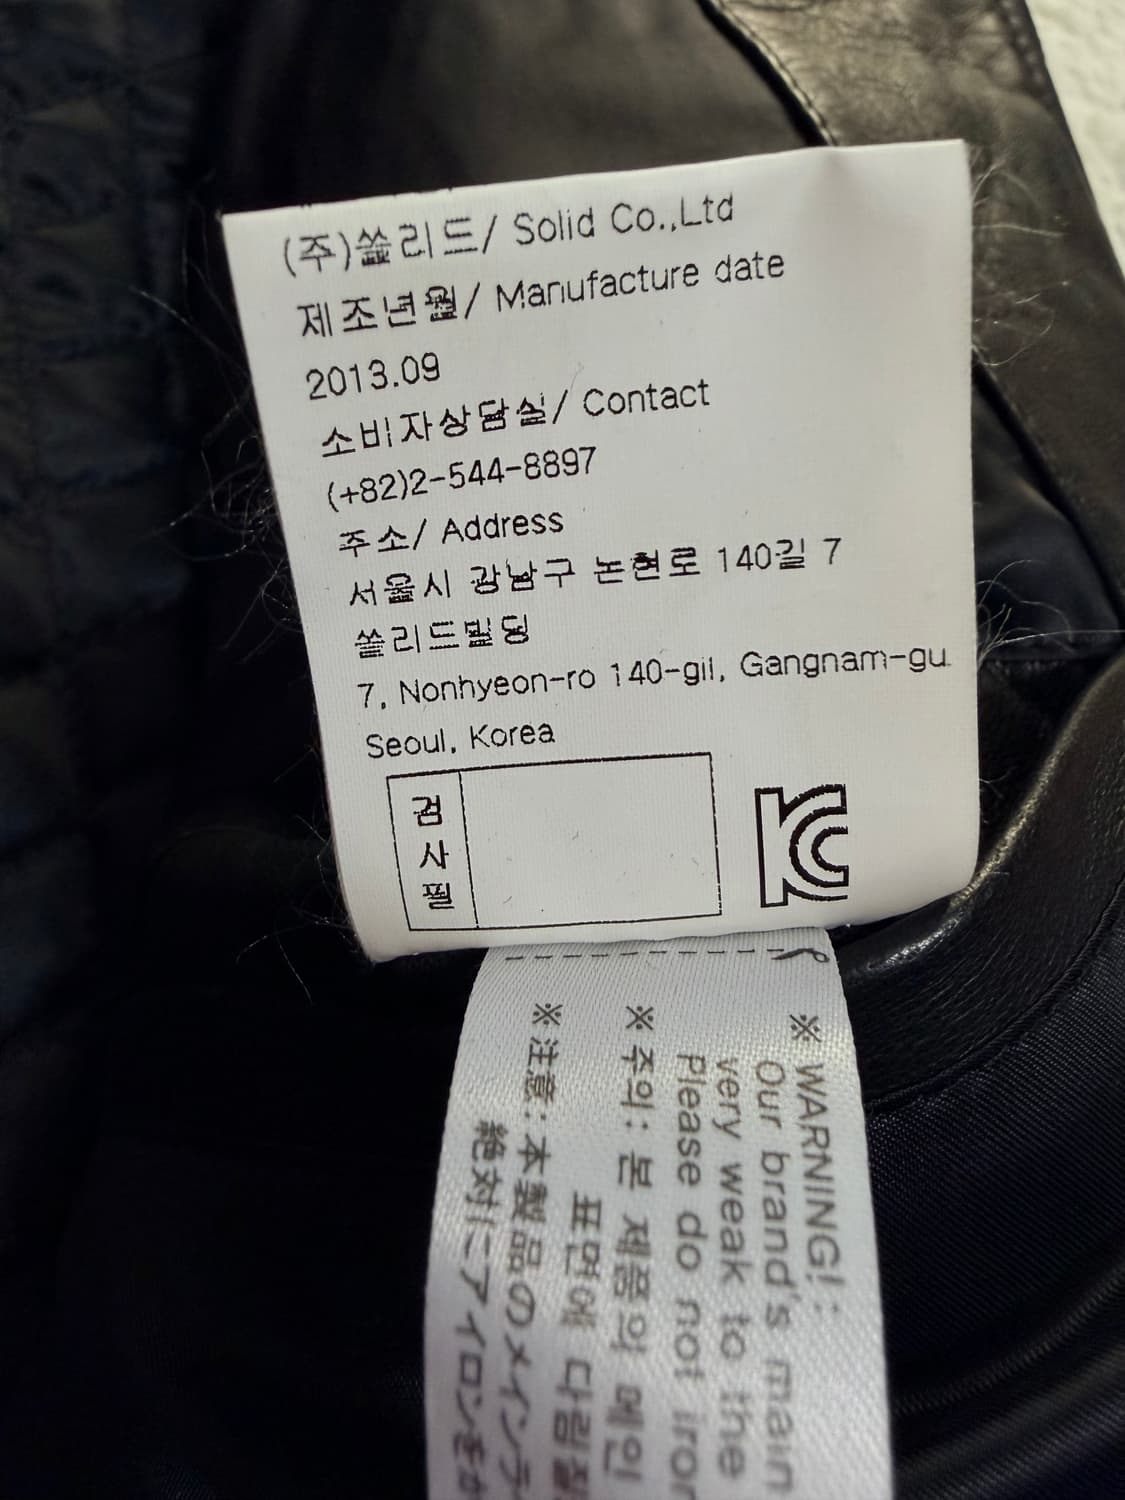 (주)쏠리드/ Solid Co.,Ltd
제조년월/ Manufacture date
2013.09
소비자상담실/ Contact
(+82)2-544-8897
주소/ Address
서울시 강남구 논현로 140길 7
쏠리드빌딩
7, Nonhyeon-ro 140-gil, Gangnam-gu
Seoul, Korea
검
사
필
KC
※ WARNING! :
Our brand's main
very weak to the
Please do not iron
※ 주의: 본 제품의 메인
표면에 다림질
※注意: 本製品のメインテ
絶対にアイロンをか